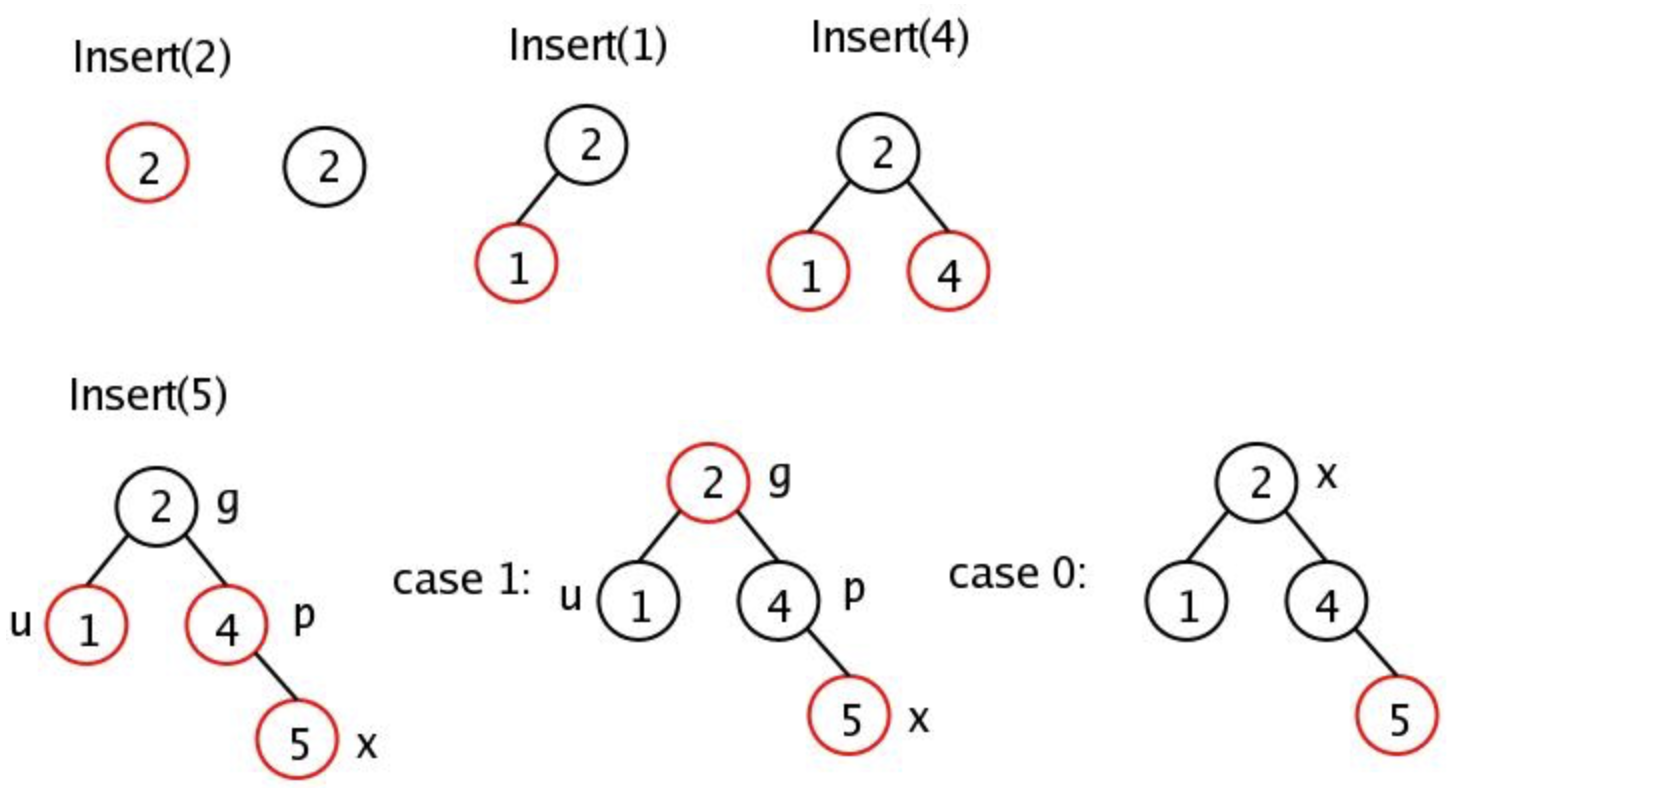 Insert(2)
2
2
Insert(1)
2
1
Insert(4)
2
1
4
Insert(5)
2 g
u 1
4 p
5 x
case 1:
2 g
u 1
4 p
5 x
case 0:
2 x
1
4
5